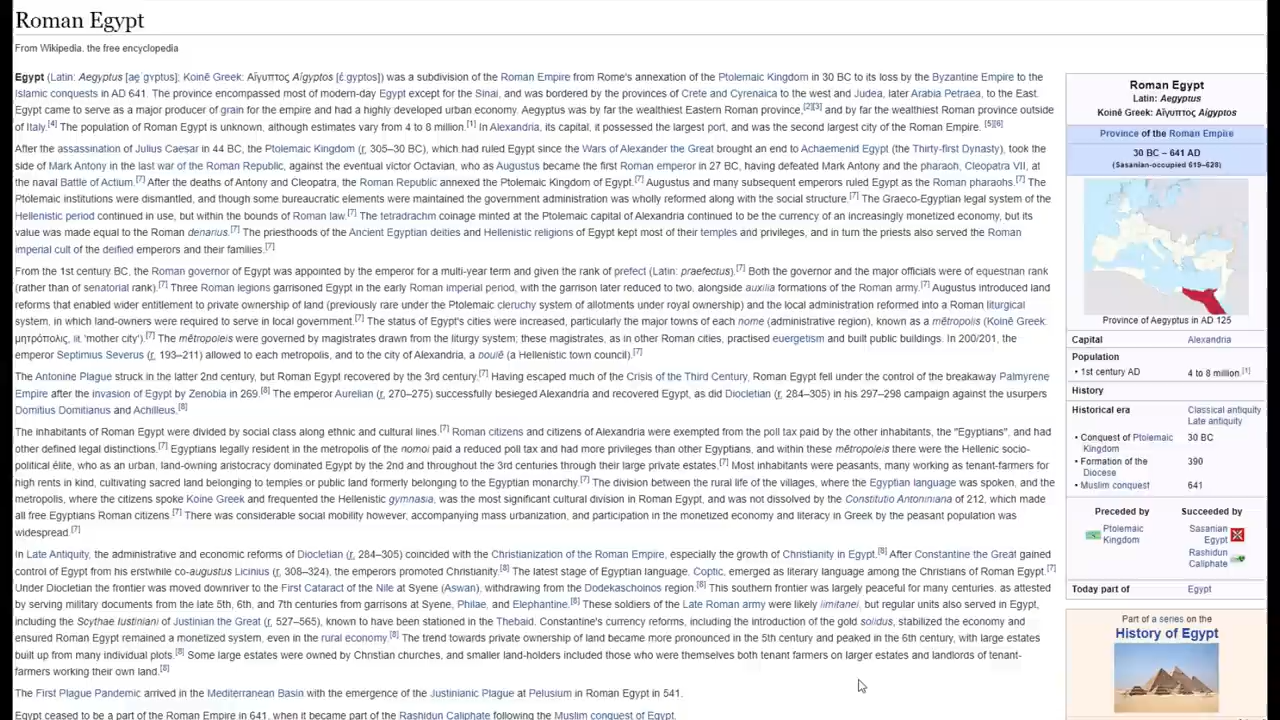 Roman Egypt
From Wikipedia, the free encyclopedia
Egypt (Latin: Aegyptus [ae̯ˈɡyptus]; Koinē Greek: Αἴγυπτος Aígyptos [ɛ́ːɡyptos]) was a subdivision of the Roman Empire from Rome's annexation of the Ptolemaic Kingdom in 30 BC to its loss by the Byzantine Empire to the
Islamic conquests in AD 641. The province encompassed most of modern-day Egypt except for the Sinai, and was bordered by the provinces of Crete and Cyrenaica to the west and Judea, later Arabia Petraea, to the East.
Egypt came to serve as a major producer of grain for the empire and had a highly developed urban economy. Aegyptus was by far the wealthiest Eastern Roman province,[2][3] and by far the wealthiest Roman province outside
of Italy.[4] The population of Roman Egypt is unknown, although estimates vary from 4 to 8 million.[1] In Alexandria, its capital, it possessed the largest port, and was the second largest city of the Roman Empire. [5][6]
After the assassination of Julius Caesar in 44 BC, the Ptolemaic Kingdom (r. 305–30 BC), which had ruled Egypt since the Wars of Alexander the Great brought an end to Achaemenid Egypt (the Thirty-first Dynasty), took the
side of Mark Antony in the last war of the Roman Republic, against the eventual victor Octavian, who as Augustus became the first Roman emperor in 27 BC, having defeated Mark Antony and the pharaoh, Cleopatra VII, at
the naval Battle of Actium.[7] After the deaths of Antony and Cleopatra, the Roman Republic annexed the Ptolemaic Kingdom of Egypt.[7] Augustus and many subsequent emperors ruled Egypt as the Roman pharaohs.[7] The
Ptolemaic institutions were dismantled, and though some bureaucratic elements were maintained the government administration was wholly reformed along with the social structure.[7] The Graeco-Egyptian legal system of the
Hellenistic period continued in use, but within the bounds of Roman law.[7] The tetradrachm coinage minted at the Ptolemaic capital of Alexandria continued to be the currency of an increasingly monetized economy, but its
value was made equal to the Roman denarius.[7] The priesthoods of the Ancient Egyptian deities and Hellenistic religions of Egypt kept most of their temples and privileges, and in turn the priests also served the Roman
imperial cult of the deified emperors and their families.[7]
From the 1st century BC, the Roman governor of Egypt was appointed by the emperor for a multi-year term and given the rank of prefect (Latin: praefectus).[7] Both the governor and the major officials were of equestrian rank
(rather than of senatorial rank).[7] Three Roman legions garrisoned Egypt in the early Roman imperial period, with the garrison later reduced to two, alongside auxilia formations of the Roman army.[7] Augustus introduced land
reforms that enabled wider entitlement to private ownership of land (previously rare under the Ptolemaic cleruchy system of allotments under royal ownership) and the local administration reformed into a Roman liturgical
system, in which land-owners were required to serve in local government.[7] The status of Egypt's cities were increased, particularly the major towns of each nome (administrative region), known as a mētropolis (Koinē Greek:
μητρόπολις, lit. 'mother city').[7] The mētropoleis were governed by magistrates drawn from the liturgy system; these magistrates, as in other Roman cities, practised euergetism and built public buildings. In 200/201, the
emperor Septimius Severus (r. 193–211) allowed to each metropolis, and to the city of Alexandria, a boulē (a Hellenistic town council).[7]
The Antonine Plague struck in the latter 2nd century, but Roman Egypt recovered by the 3rd century.[7] Having escaped much of the Crisis of the Third Century, Roman Egypt fell under the control of the breakaway Palmyrene
Empire after the invasion of Egypt by Zenobia in 269.[8] The emperor Aurelian (r. 270–275) successfully besieged Alexandria and recovered Egypt, as did Diocletian (r. 284–305) in his 297–298 campaign against the usurpers
Domitius Domitianus and Achilleus.[8]
The inhabitants of Roman Egypt were divided by social class along ethnic and cultural lines.[7] Roman citizens and citizens of Alexandria were exempted from the poll tax paid by the other inhabitants, the "Egyptians", and had
other defined legal distinctions.[7] Egyptians legally resident in the metropolis of the nomoi paid a reduced poll tax and had more privileges than other Egyptians, and within these mētropoleis there were the Hellenic socio-
political élite, who as an urban, land-owning aristocracy dominated Egypt by the 2nd and throughout the 3rd centuries through their large private estates.[7] Most inhabitants were peasants, many working as tenant-farmers for
high rents in kind, cultivating sacred land belonging to temples or public land formerly belonging to the Egyptian monarchy.[7] The division between the rural life of the villages, where the Egyptian language was spoken, and the
metropolis, where the citizens spoke Koine Greek and frequented the Hellenistic gymnasia, was the most significant cultural division in Roman Egypt, and was not dissolved by the Constitutio Antoniniana of 212, which made
all free Egyptians Roman citizens.[7] There was considerable social mobility however, accompanying mass urbanization, and participation in the monetized economy and literacy in Greek by the peasant population was
widespread.[7]
In Late Antiquity, the administrative and economic reforms of Diocletian (r. 284–305) coincided with the Christianization of the Roman Empire, especially the growth of Christianity in Egypt.[8] After Constantine the Great gained
control of Egypt from his erstwhile co-augustus Licinius (r. 308–324), the emperors promoted Christianity.[8] The latest stage of Egyptian language, Coptic, emerged as literary language among the Christians of Roman Egypt.[7]
Under Diocletian the frontier was moved downriver to the First Cataract of the Nile at Syene (Aswan), withdrawing from the Dodekaschoinos region.[8] This southern frontier was largely peaceful for many centuries, as attested
by serving military documents from the late 5th, 6th, and 7th centuries from garrisons at Syene, Philae, and Elephantine.[8] These soldiers of the Late Roman army were likely limitanei, but regular units also served in Egypt,
including the Scythae Iustiniani of Justinian the Great (r. 527–565), known to have been stationed in the Thebaid. Constantine's currency reforms, including the introduction of the gold solidus, stabilized the economy and
ensured Roman Egypt remained a monetized system, even in the rural economy.[8] The trend towards private ownership of land became more pronounced in the 5th century and peaked in the 6th century, with large estates
built up from many individual plots.[8] Some large estates were owned by Christian churches, and smaller land-holders included those who were themselves both tenant farmers on larger estates and landlords of tenant-
farmers working their own land.[8]
The First Plague Pandemic arrived in the Mediterranean Basin with the emergence of the Justinianic Plague at Pelusium in Roman Egypt in 541.
Egypt ceased to be a part of the Roman Empire in 641, when it became part of the Rashidun Caliphate following the Muslim conquest of Egypt.
Roman Egypt
Latin: Aegyptus
Koinē Greek: Αἴγυπτος Aígyptos
Province of the Roman Empire
30 BC – 641 AD
(Sasanian-occupied 619–628)
Province of Aegyptus in AD 125
Capital Alexandria
Population
• 1st century AD 4 to 8 million.[1]
History
Historical era Classical antiquity
Late antiquity
• Conquest of Ptolemaic 30 BC
Kingdom
• Formation of the 390
Diocese
• Muslim conquest 641
Preceded by Succeeded by
Ptolemaic Sasanian
Kingdom Egypt
Rashidun
Caliphate
Today part of Egypt
Part of a series on the
History of Egypt